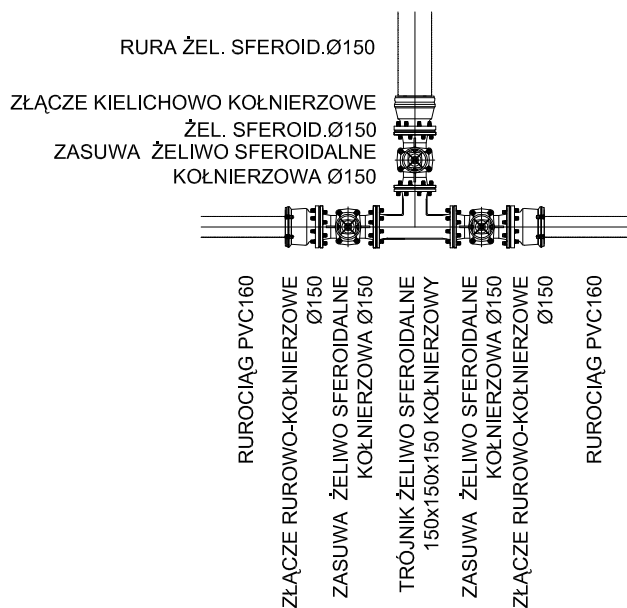 RURA ŻEL. SFEROID.Ø150
ZŁĄCZE KIELICHOWO KOŁNIERZOWE
ŻEL. SFEROID.Ø150
ZASUWA ŻELIWO SFEROIDALNE
KOŁNIERZOWA Ø150
RUROCIĄG PVC160
ZŁĄCZE RUROWO-KOŁNIERZOWE
Ø150
ZASUWA ŻELIWO SFEROIDALNE
KOŁNIERZOWA Ø150
TRÓJNIK ŻELIWO SFEROIDALNE
150x150x150 KOŁNIERZOWY
ZASUWA ŻELIWO SFEROIDALNE
KOŁNIERZOWA Ø150
ZŁĄCZE RUROWO-KOŁNIERZOWE
Ø150
RUROCIĄG PVC160